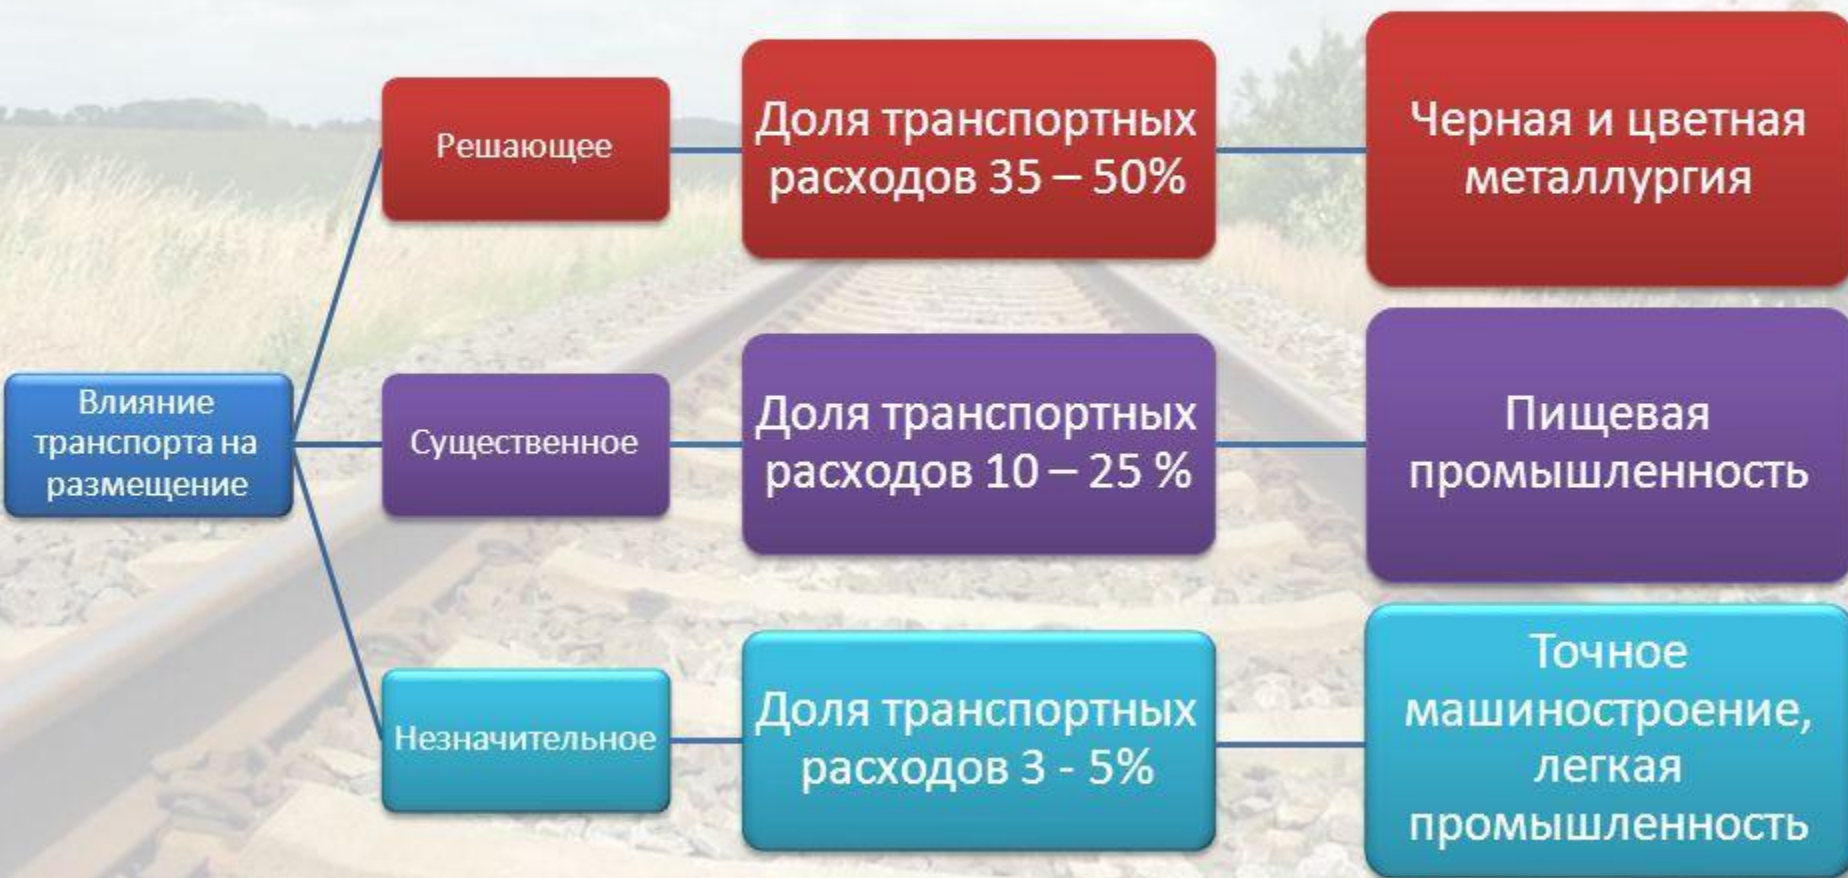 Влияние
транспорта на
размещение
Решающее
Доля транспортных
расходов 35 – 50%
Черная и цветная
металлургия
Существенное
Доля транспортных
расходов 10 – 25 %
Пищевая
промышленность
Незначительное
Доля транспортных
расходов 3 - 5%
Точное
машиностроение,
легкая
промышленность